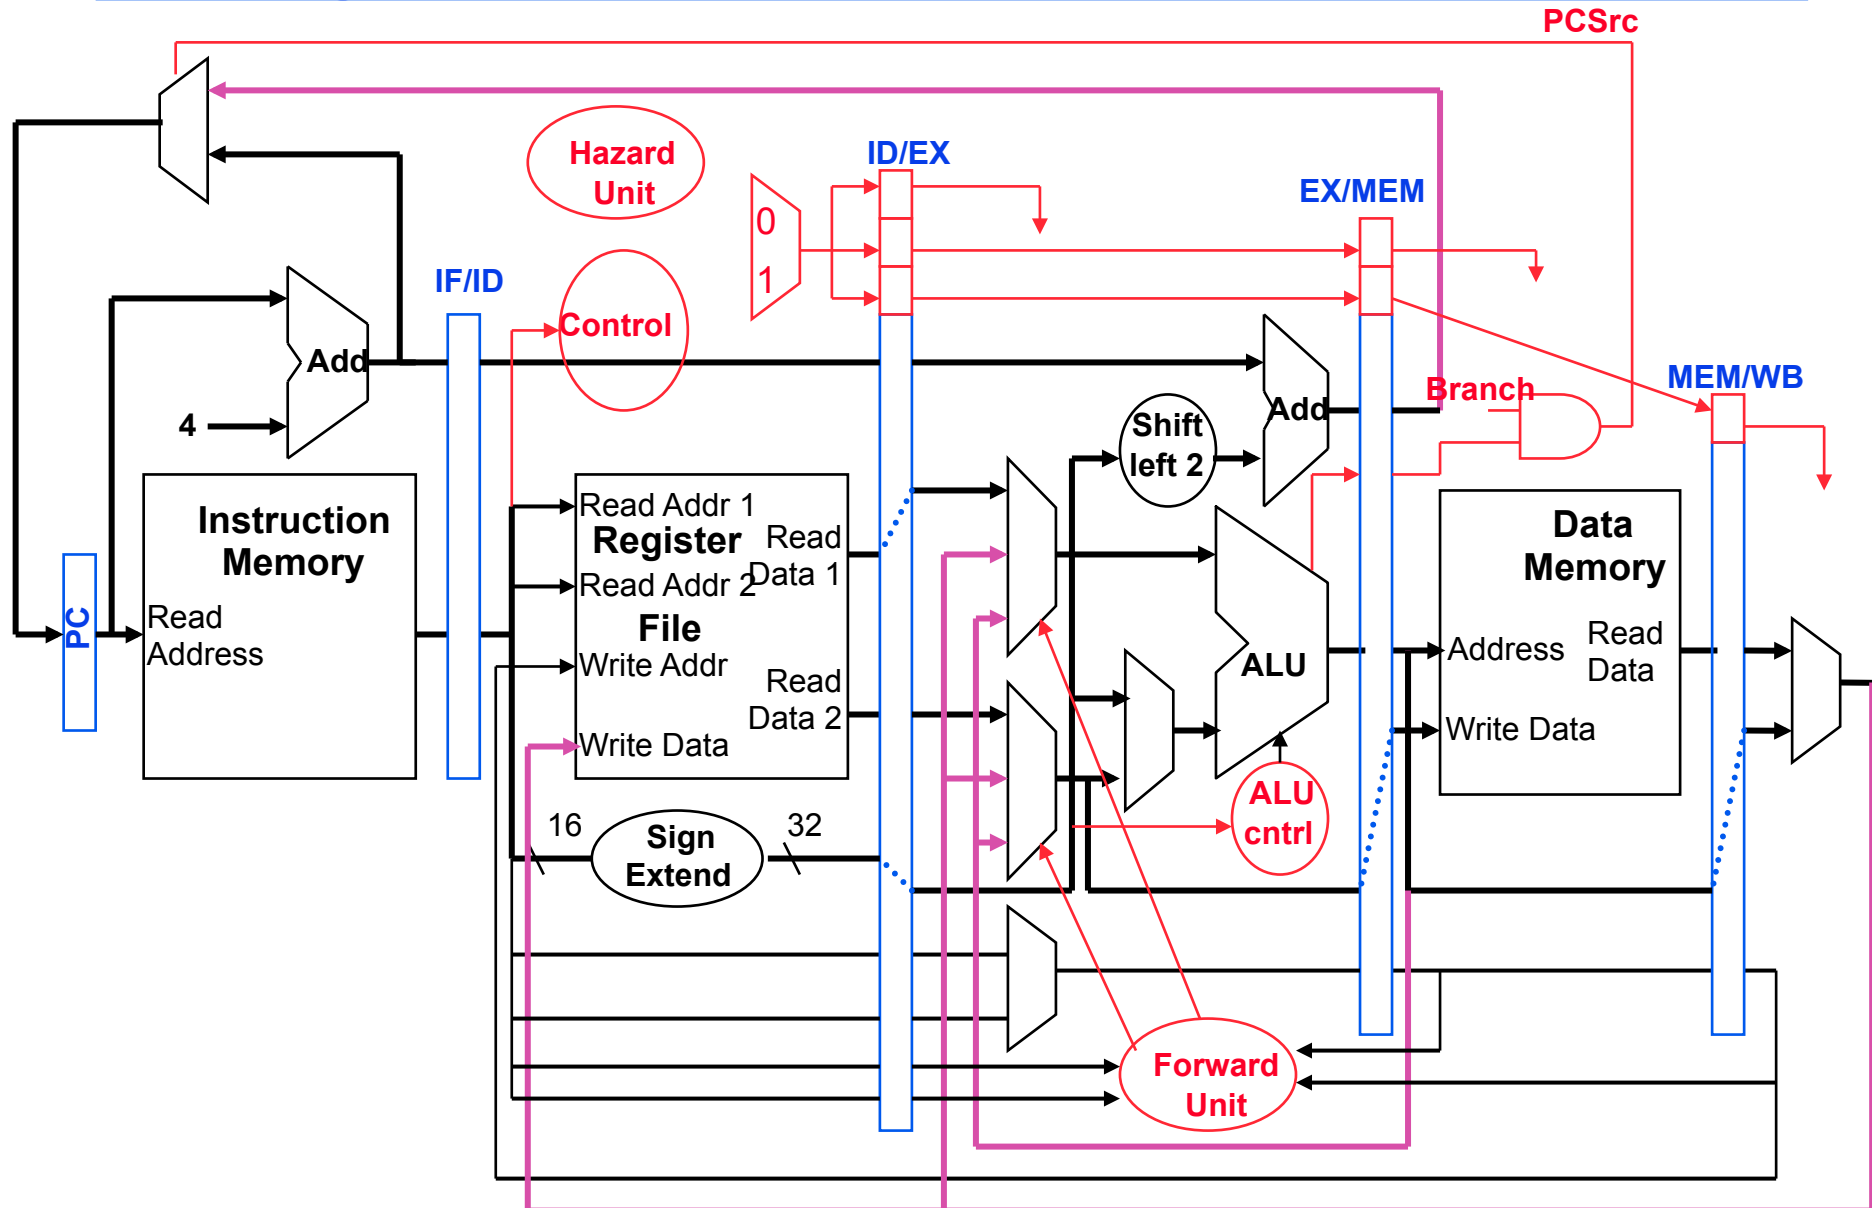 PCSrc
Hazard
Unit
ID/EX
EX/MEM
0
1
IF/ID
Control
Add
4
Shift
left 2
Add
Branch
MEM/WB
Instruction
Memory
Read
Address
PC
Read Addr 1
Register
Read
Data 1
Read Addr 2
File
Write Addr
Read
Data 2
Write Data
ALU
Data
Memory
Address
Read
Data
Write Data
ALU
cntrl
16
Sign
Extend
32
Forward
Unit